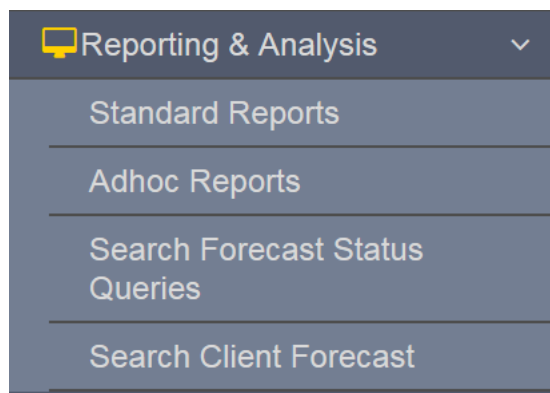 Reporting & Analysis
Standard Reports
Adhoc Reports
Search Forecast Status
Queries
Search Client Forecast